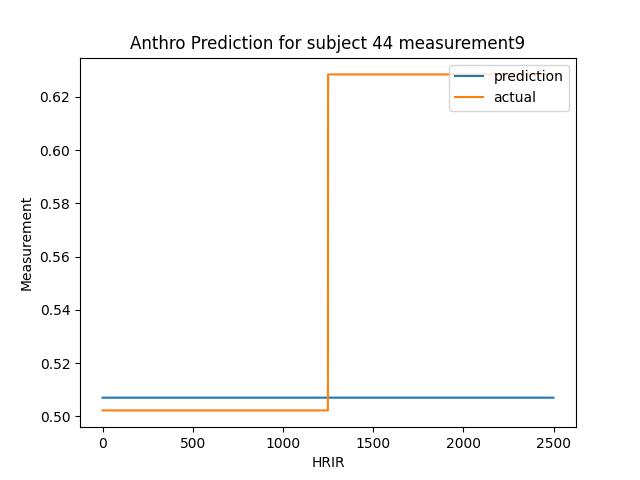 Anthro Prediction for subject 44 measurement9
prediction
actual
0.62
0.60
0.58
0.56
0.54
0.52
0.50
Measurement
0 500 1000 1500 2000 2500
HRIR